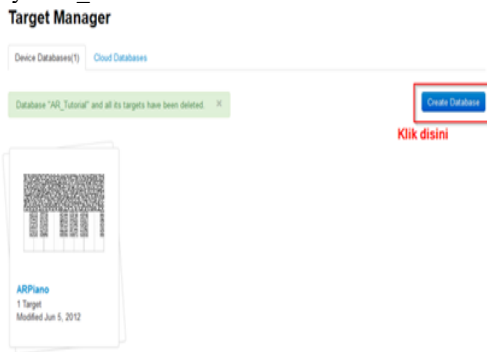 Target Manager
Device Databases(1) Cloud Databases
Database "AR_Tutorial" and all its targets have been deleted. ×
Create Database
Klik disini
ARPiano
1 Target
Modified Jun 5, 2012